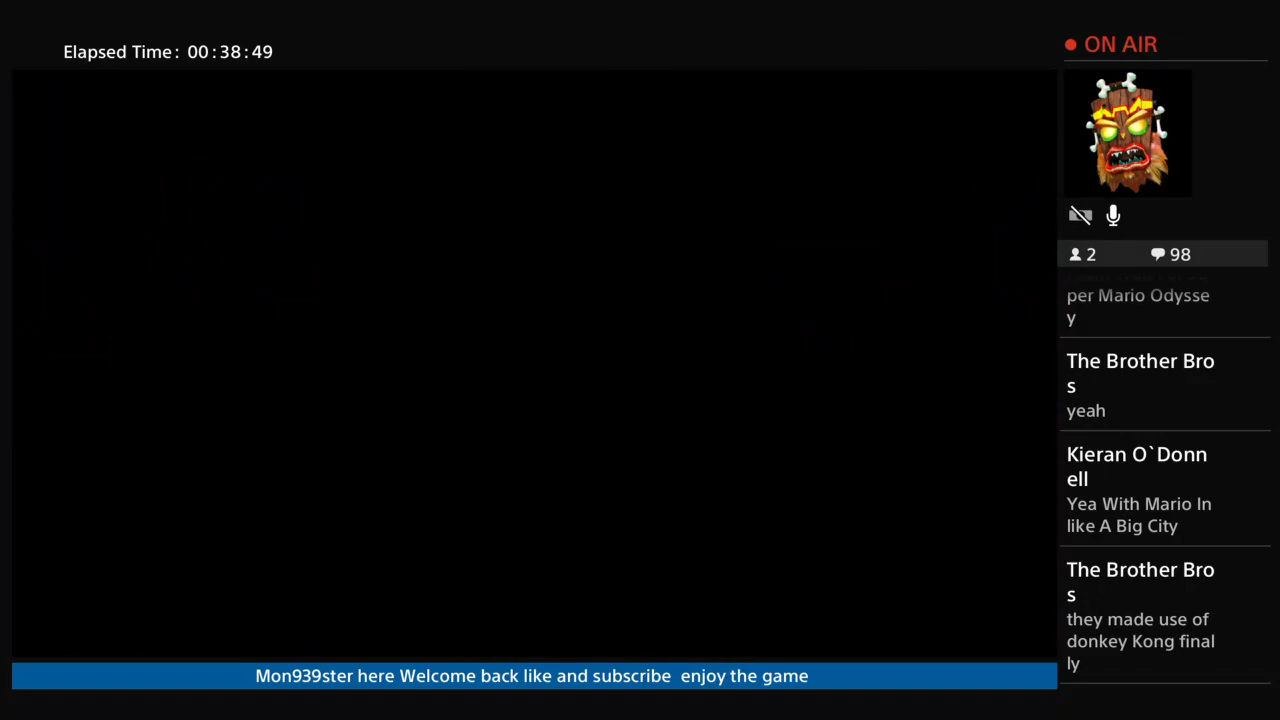 Elapsed Time: 00:38:49
ON AIR
2 98
per Mario Odysse
y
The Brother Bro
s
yeah
Kieran O`Donn
ell
Yea With Mario In
like A Big City
The Brother Bro
s
they made use of
donkey Kong final
ly
Mon939ster here Welcome back like and subscribe enjoy the game